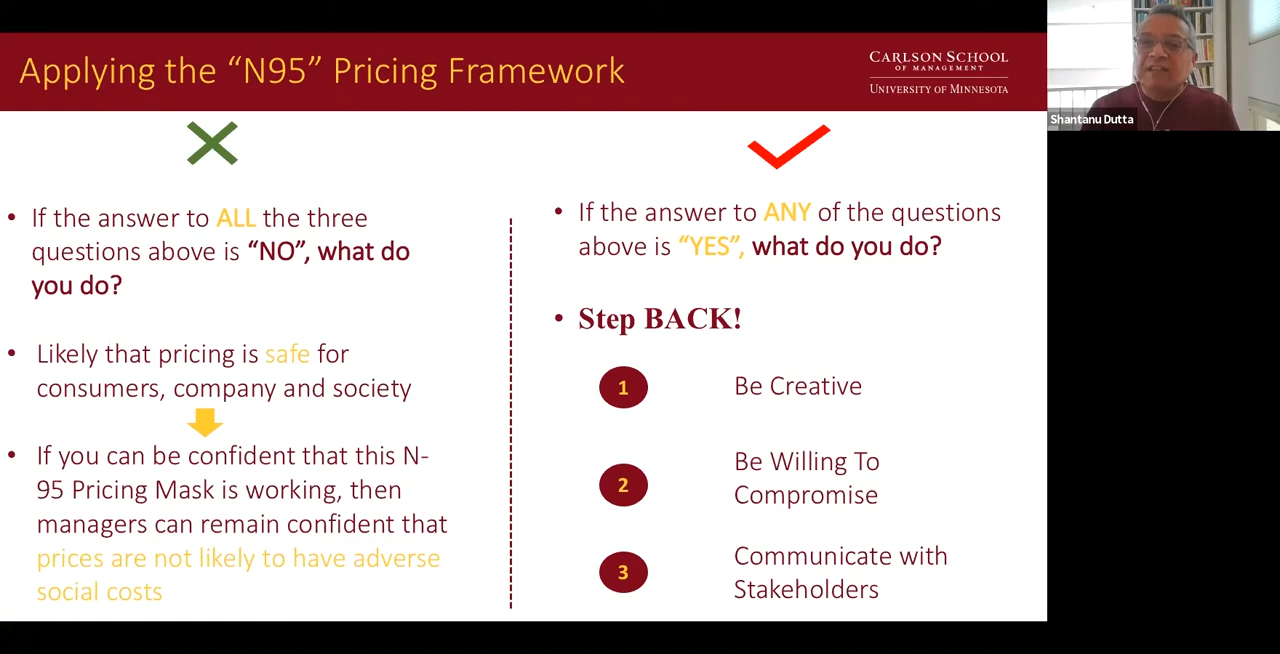 Applying the “N95” Pricing Framework
CARLSON SCHOOL
OF MANAGEMENT
UNIVERSITY OF MINNESOTA
Shantanu Dutta
• If the answer to ALL the three
questions above is “NO”, what do
you do?
• Likely that pricing is safe for
consumers, company and society
• If you can be confident that this N-
95 Pricing Mask is working, then
managers can remain confident that
prices are not likely to have adverse
social costs
• If the answer to ANY of the questions
above is “YES”, what do you do?
• Step BACK!
1 Be Creative
2 Be Willing To
Compromise
3 Communicate with
Stakeholders